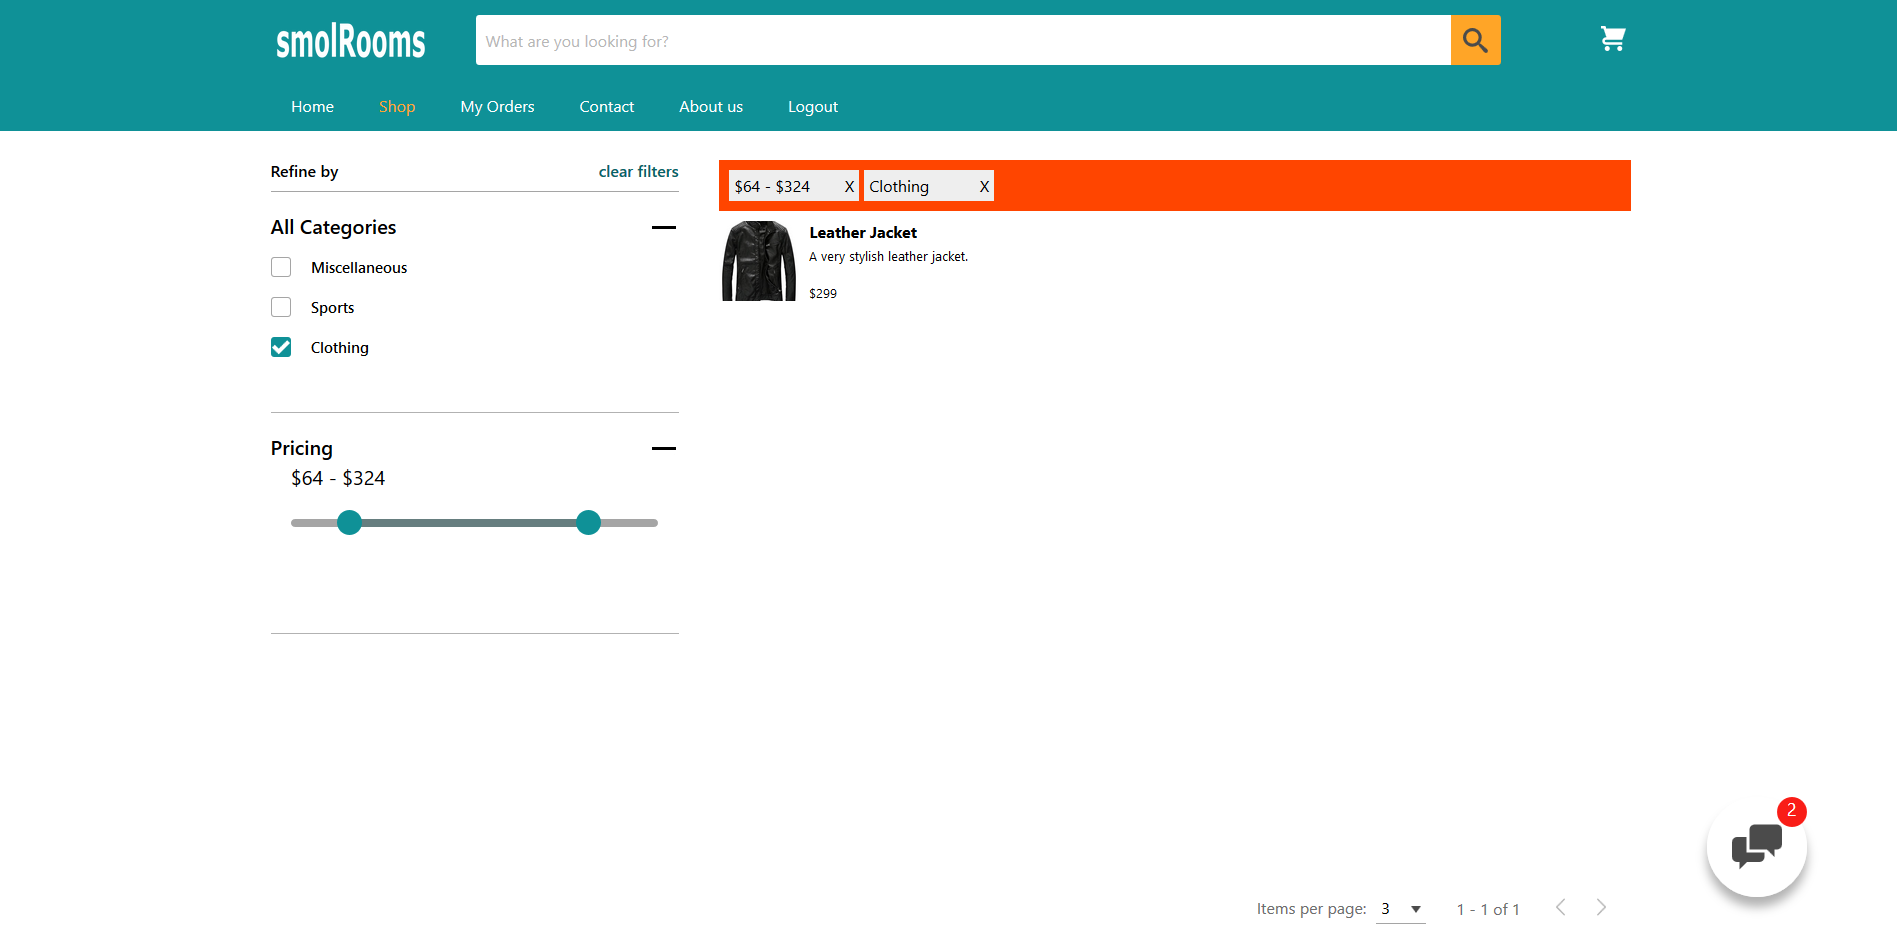 smolRooms
What are you looking for?
Home Shop My Orders Contact About us Logout
Refine by clear filters
All Categories
Miscellaneous
Sports
Clothing
Pricing
$64 - $324
$64 - $324 X Clothing X
Leather Jacket
A very stylish leather jacket.
$299
2
Items per page: 3 1 - 1 of 1